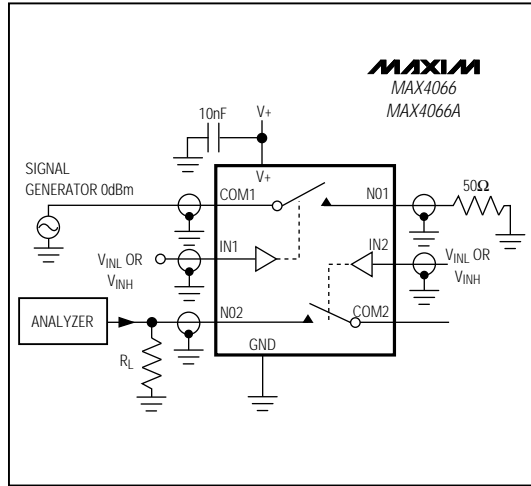 MAXIM
MAX4066
MAX4066A
10nF
V+
V+
SIGNAL
GENERATOR 0dBm
COM1
N01
50Ω
IN1
IN2
VINL OR
VINH
VINL OR
VINH
ANALYZER
N02
COM2
RL
GND